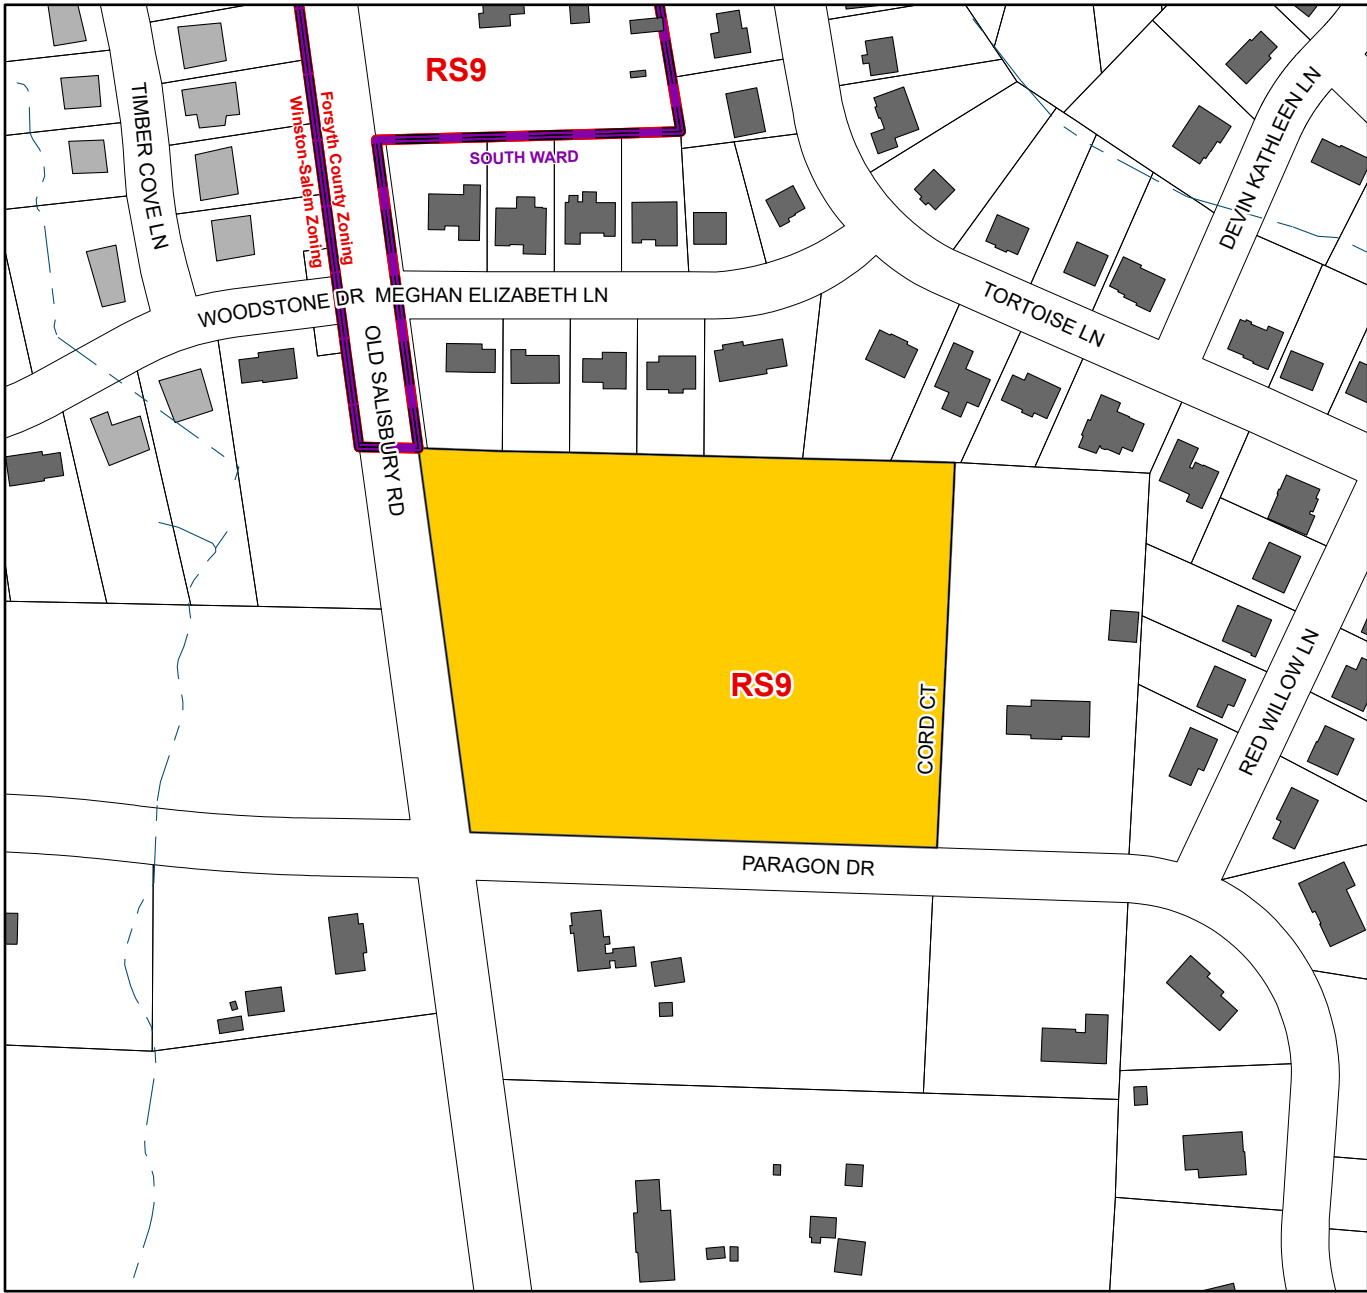 RS9
TIMBER COVE LN
Forsyth County Zoning
Winston-Salem Zoning
SOUTH WARD
DEVIN KATHLEEN LN
WOODSTONE DR
MEGHAN ELIZABETH LN
TORTOISE LN
OLD SALISBURY RD
RS9
CORD CT
RED WILLOW LN
PARAGON DR